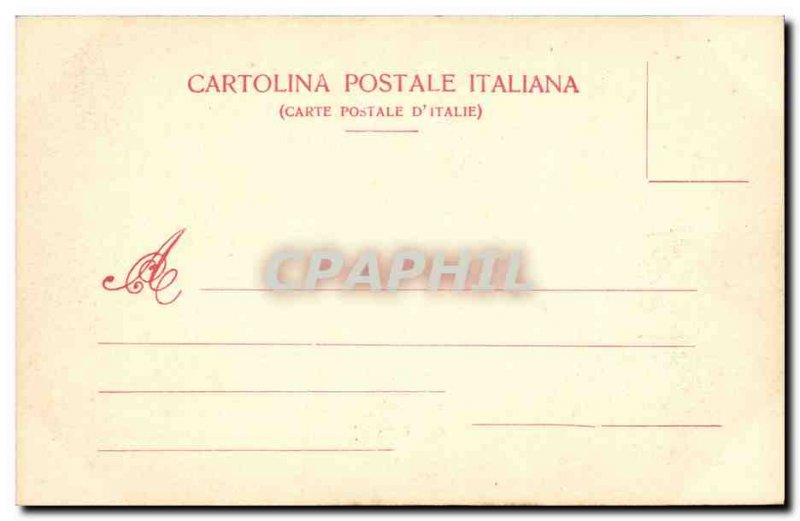 CARTOLINA POSTALE ITALIANA
(CARTE POSTALE D'ITALIE)
A
CPAPHIL